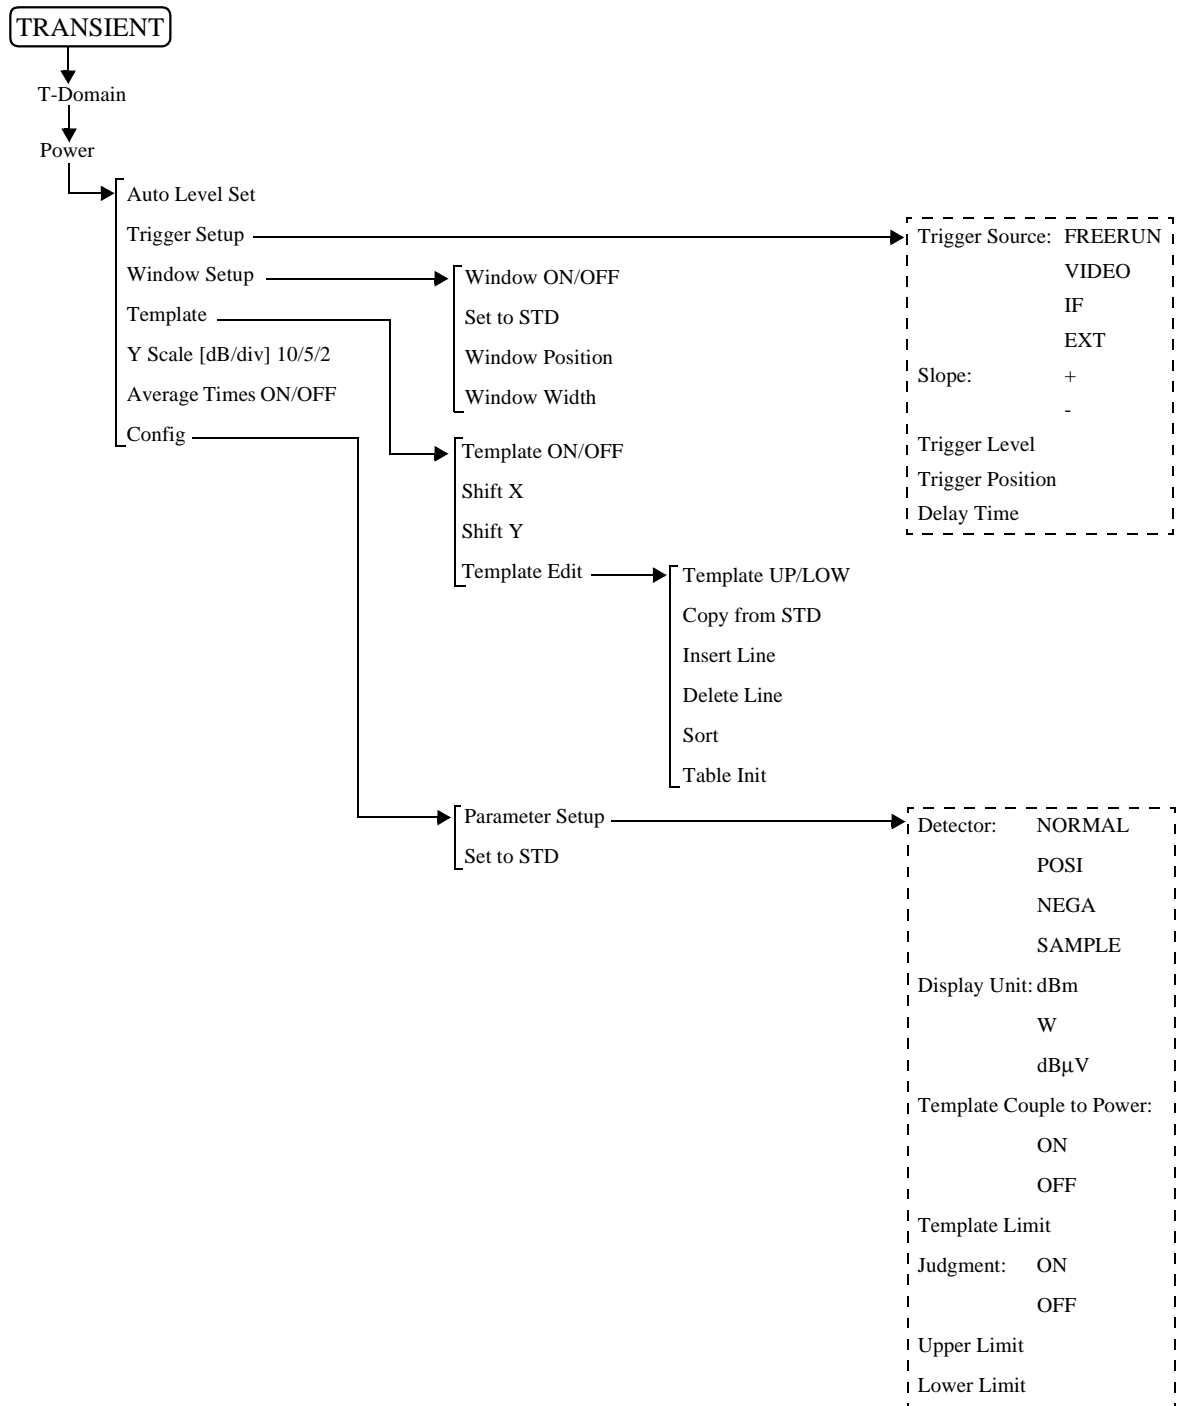 TRANSIENT
T-Domain
Power
Auto Level Set
Trigger Setup
Window Setup
Template
Y Scale [dB/div] 10/5/2
Average Times ON/OFF
Config
Trigger Source: FREERUN
VIDEO
IF
EXT
Slope: +
-
Trigger Level
Trigger Position
Delay Time
Window ON/OFF
Set to STD
Window Position
Window Width
Template ON/OFF
Shift X
Shift Y
Template Edit
Template UP/LOW
Copy from STD
Insert Line
Delete Line
Sort
Table Init
Parameter Setup
Set to STD
Detector: NORMAL
POSI
NEGA
SAMPLE
Display Unit: dBm
W
dBµV
Template Couple to Power:
ON
OFF
Template Limit
Judgment: ON
OFF
Upper Limit
Lower Limit